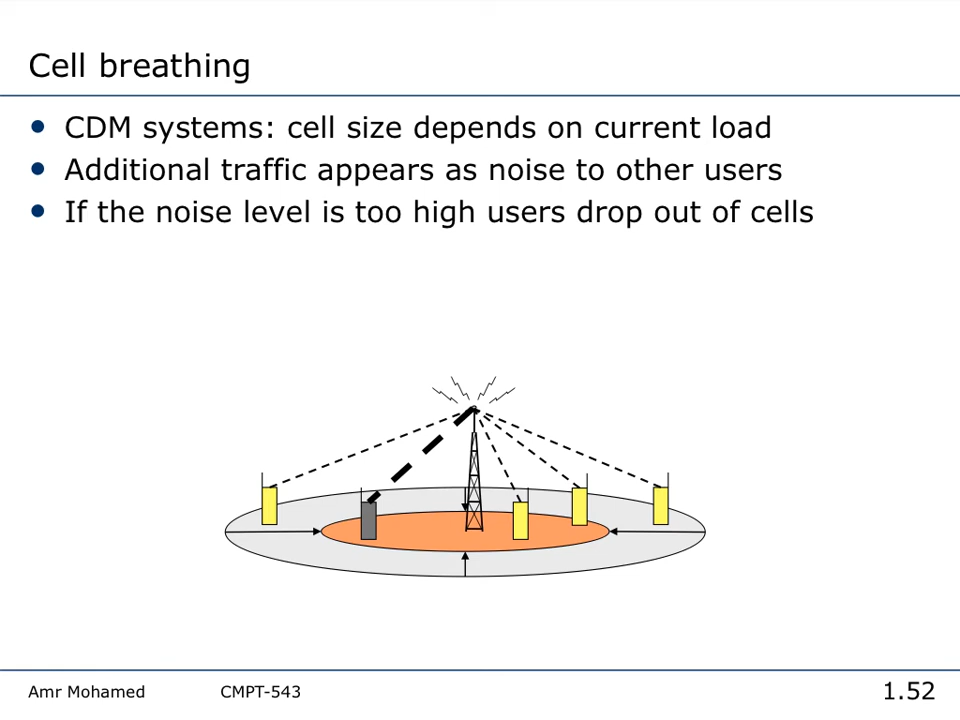 Cell breathing
• CDM systems: cell size depends on current load
• Additional traffic appears as noise to other users
• If the noise level is too high users drop out of cells
Amr Mohamed CMPT-543 1.52